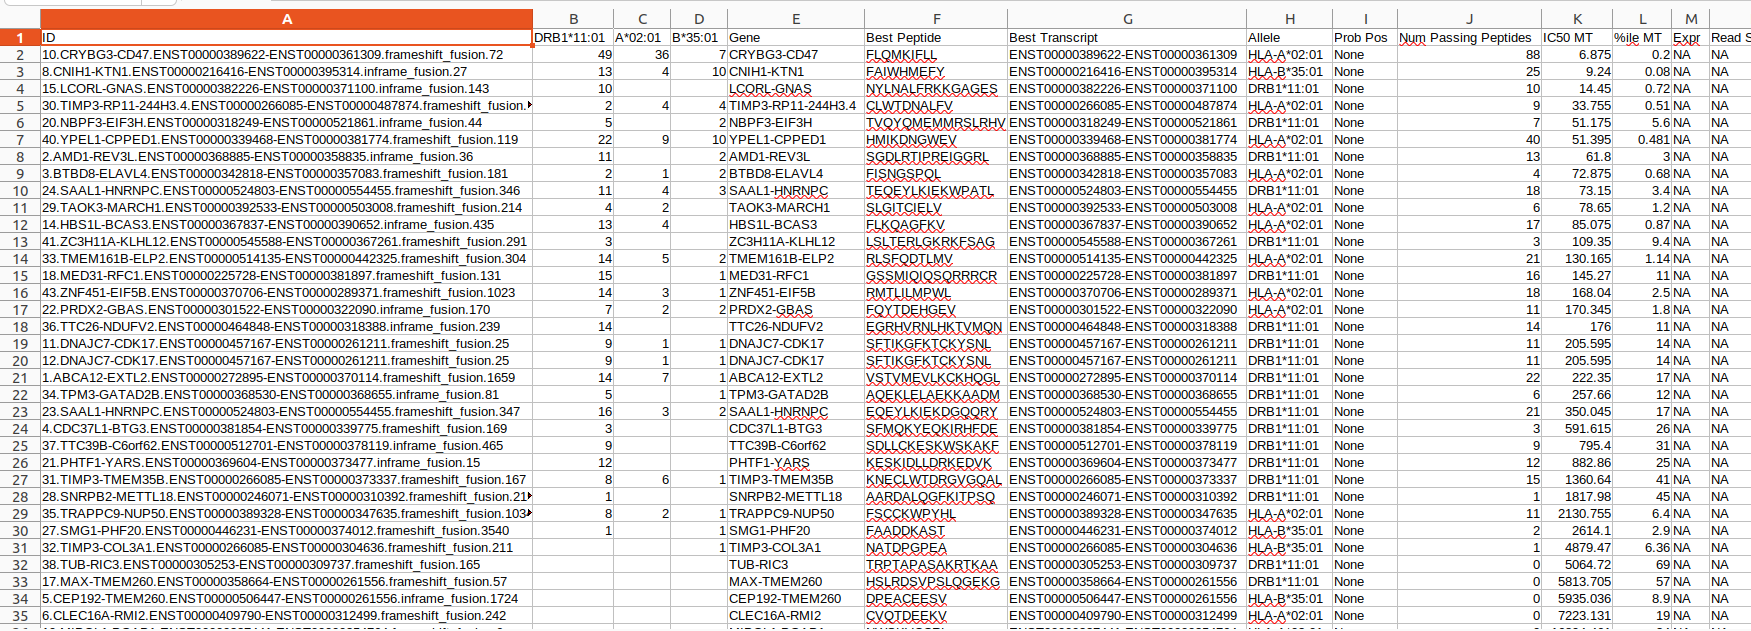 A B C D E F G H I J K L M
1 ID DRB1*11:01 A*02:01 B*35:01 Gene Best Peptide Best Transcript Allele Prob Pos Num Passing Peptides IC50 MT %ile MT Expr Read S
2 10.CRYBG3-CD47.ENST00000389622-ENST00000361309.frameshift_fusion.72 49 36 7 CRYBG3-CD47 FLQMKIFLL ENST00000389622-ENST00000361309 HLA-A*02:01 None 88 6.875 0.2 NA NA
3 8.CNIH1-KTN1.ENST00000216416-ENST00000395314.inframe_fusion.27 13 4 10 CNIH1-KTN1 FAIWHMEFY ENST00000216416-ENST00000395314 HLA-B*35:01 None 25 9.24 0.08 NA NA
4 15.LCORL-GNAS.ENST00000382226-ENST00000371100.inframe_fusion.143 10 LCORL-GNAS NYLNALFRKKGAGES ENST00000382226-ENST00000371100 DRB1*11:01 None 10 14.45 0.72 NA NA
5 30.TIMP3-RP11-244H3.4.ENST00000266085-ENST00000487874.frameshift_fusion. 2 4 4 TIMP3-RP11-244H3.4 CLWTDNALFV ENST00000266085-ENST00000487874 HLA-A*02:01 None 9 33.755 0.51 NA NA
6 20.NBPF3-EIF3H.ENST00000318249-ENST00000521861.inframe_fusion.44 5 2 NBPF3-EIF3H TVQYQMEMMRSLRHV ENST00000318249-ENST00000521861 DRB1*11:01 None 7 51.175 5.6 NA NA
7 40.YPEL1-CPPED1.ENST00000339468-ENST00000381774.frameshift_fusion.119 22 9 10 YPEL1-CPPED1 HMIKDNGWEV ENST00000339468-ENST00000381774 HLA-A*02:01 None 40 51.395 0.481 NA NA
8 2.AMD1-REV3L.ENST00000368885-ENST00000358835.inframe_fusion.36 11 2 AMD1-REV3L SGDLRTIPREIGGRL ENST00000368885-ENST00000358835 DRB1*11:01 None 13 61.8 3 NA NA
9 3.BTBD8-ELAVL4.ENST00000342818-ENST00000357083.frameshift_fusion.181 2 1 2 BTBD8-ELAVL4 FISNGSPQL ENST00000342818-ENST00000357083 HLA-A*02:01 None 4 72.875 0.68 NA NA
10 24.SAAL1-HNRNPC.ENST00000524803-ENST00000554455.frameshift_fusion.346 11 4 3 SAAL1-HNRNPC TEQEYLKIEKWPATL ENST00000524803-ENST00000554455 DRB1*11:01 None 18 73.15 3.4 NA NA
11 29.TAOK3-MARCH1.ENST00000392533-ENST00000503008.frameshift_fusion.214 4 2 TAOK3-MARCH1 SLGITCIELV ENST00000392533-ENST00000503008 HLA-A*02:01 None 6 78.65 1.2 NA NA
12 14.HBS1L-BCAS3.ENST00000367837-ENST00000390652.inframe_fusion.435 13 4 HBS1L-BCAS3 FLKQAGFKV ENST00000367837-ENST00000390652 HLA-A*02:01 None 17 85.075 0.87 NA NA
13 41.ZC3H11A-KLHL12.ENST00000545588-ENST00000367261.frameshift_fusion.291 3 ZC3H11A-KLHL12 LSLTERLGKRKFSAG ENST00000545588-ENST00000367261 DRB1*11:01 None 3 109.35 9.4 NA NA
14 33.TMEM161B-ELP2.ENST00000514135-ENST00000442325.frameshift_fusion.304 14 5 2 TMEM161B-ELP2 RLSFQDTLMV ENST00000514135-ENST00000442325 HLA-A*02:01 None 21 130.165 1.14 NA NA
15 18.MED31-RFC1.ENST00000225728-ENST00000381897.frameshift_fusion.131 15 1 MED31-RFC1 GSSMIQIQSQRRRCR ENST00000225728-ENST00000381897 DRB1*11:01 None 16 145.27 11 NA NA
16 43.ZNF451-EIF5B.ENST00000370706-ENST00000289371.frameshift_fusion.1023 14 3 1 ZNF451-EIF5B RMTLILMPWL ENST00000370706-ENST00000289371 HLA-A*02:01 None 18 168.04 2.5 NA NA
17 22.PRDX2-GBAS.ENST00000301522-ENST00000322090.inframe_fusion.170 7 2 2 PRDX2-GBAS FQYTDEHGEV ENST00000301522-ENST00000322090 HLA-A*02:01 None 11 170.345 1.8 NA NA
18 36.TTC26-NDUFV2.ENST00000464848-ENST00000318388.inframe_fusion.239 14 TTC26-NDUFV2 EGRHVRNLHKTVMQN ENST00000464848-ENST00000318388 DRB1*11:01 None 14 176 11 NA NA
19 11.DNAJC7-CDK17.ENST00000457167-ENST00000261211.frameshift_fusion.25 9 1 1 DNAJC7-CDK17 SFTIKGFKTCKYSNL ENST00000457167-ENST00000261211 DRB1*11:01 None 11 205.595 14 NA NA
20 12.DNAJC7-CDK17.ENST00000457167-ENST00000261211.frameshift_fusion.25 9 1 1 DNAJC7-CDK17 SFTIKGFKTCKYSNL ENST00000457167-ENST00000261211 DRB1*11:01 None 11 205.595 14 NA NA
21 1.ABCA12-EXTL2.ENST00000272895-ENST00000370114.frameshift_fusion.1659 14 7 1 ABCA12-EXTL2 VSTVMEVLKCKHQGL ENST00000272895-ENST00000370114 DRB1*11:01 None 22 222.35 17 NA NA
22 34.TPM3-GATAD2B.ENST00000368530-ENST00000368655.inframe_fusion.81 5 1 TPM3-GATAD2B AQEKLELAEKKAADM ENST00000368530-ENST00000368655 DRB1*11:01 None 6 257.66 12 NA NA
23 23.SAAL1-HNRNPC.ENST00000524803-ENST00000554455.frameshift_fusion.347 16 3 2 SAAL1-HNRNPC EQEYLKIEKDGQQRY ENST00000524803-ENST00000554455 DRB1*11:01 None 21 350.045 17 NA NA
24 4.CDC37L1-BTG3.ENST00000381854-ENST00000339775.frameshift_fusion.169 3 CDC37L1-BTG3 SFMQKYEQKIRHFDE ENST00000381854-ENST00000339775 DRB1*11:01 None 3 591.615 26 NA NA
25 37.TTC39B-C6orf62.ENST00000512701-ENST00000378119.inframe_fusion.465 9 TTC39B-C6orf62 SDLLCKESKWSKAKF ENST00000512701-ENST00000378119 DRB1*11:01 None 9 795.4 31 NA NA
26 21.PHTF1-YARS.ENST00000369604-ENST00000373477.inframe_fusion.15 12 PHTF1-YARS KESKIDLLDRKEDVK ENST00000369604-ENST00000373477 DRB1*11:01 None 12 882.86 25 NA NA
27 31.TIMP3-TMEM35B.ENST00000266085-ENST00000373337.frameshift_fusion.167 8 6 1 TIMP3-TMEM35B KNECLWTDRGVGQAL ENST00000266085-ENST00000373337 DRB1*11:01 None 15 1360.64 41 NA NA
28 28.SNRPB2-METTL18.ENST00000246071-ENST00000310392.frameshift_fusion.21 1 SNRPB2-METTL18 AARDALQGFKITPSQ ENST00000246071-ENST00000310392 DRB1*11:01 None 1 1817.98 45 NA NA
29 35.TRAPPC9-NUP50.ENST00000389328-ENST00000347635.frameshift_fusion.103 8 2 1 TRAPPC9-NUP50 FSCCKWPYHL ENST00000389328-ENST00000347635 HLA-A*02:01 None 11 2130.755 6.4 NA NA
30 27.SMG1-PHF20.ENST00000446231-ENST00000374012.frameshift_fusion.3540 1 1 SMG1-PHF20 FAADDKAST ENST00000446231-ENST00000374012 HLA-B*35:01 None 2 2614.1 2.9 NA NA
31 32.TIMP3-COL3A1.ENST00000266085-ENST00000304636.frameshift_fusion.211 1 TIMP3-COL3A1 NATDPGPEA ENST00000266085-ENST00000304636 HLA-B*35:01 None 1 4879.47 6.36 NA NA
32 38.TUB-RIC3.ENST00000305253-ENST00000309737.frameshift_fusion.165 TUB-RIC3 TRPTAPASAKRTKAA ENST00000305253-ENST00000309737 DRB1*11:01 None 0 5064.72 69 NA NA
33 17.MAX-TMEM260.ENST00000358664-ENST00000261556.frameshift_fusion.57 MAX-TMEM260 HSLRDSVPSLQGEKG ENST00000358664-ENST00000261556 DRB1*11:01 None 0 5813.705 57 NA NA
34 5.CEP192-TMEM260.ENST00000506447-ENST00000261556.inframe_fusion.1724 CEP192-TMEM260 DPEACEESV ENST00000506447-ENST00000261556 HLA-B*35:01 None 0 5935.036 8.9 NA NA
35 6.CLEC16A-RMI2.ENST00000409790-ENST00000312499.frameshift_fusion.242 CLEC16A-RMI2 CVQTDEEKV ENST00000409790-ENST00000312499 HLA-A*02:01 None 0 7223.131 19 NA NA